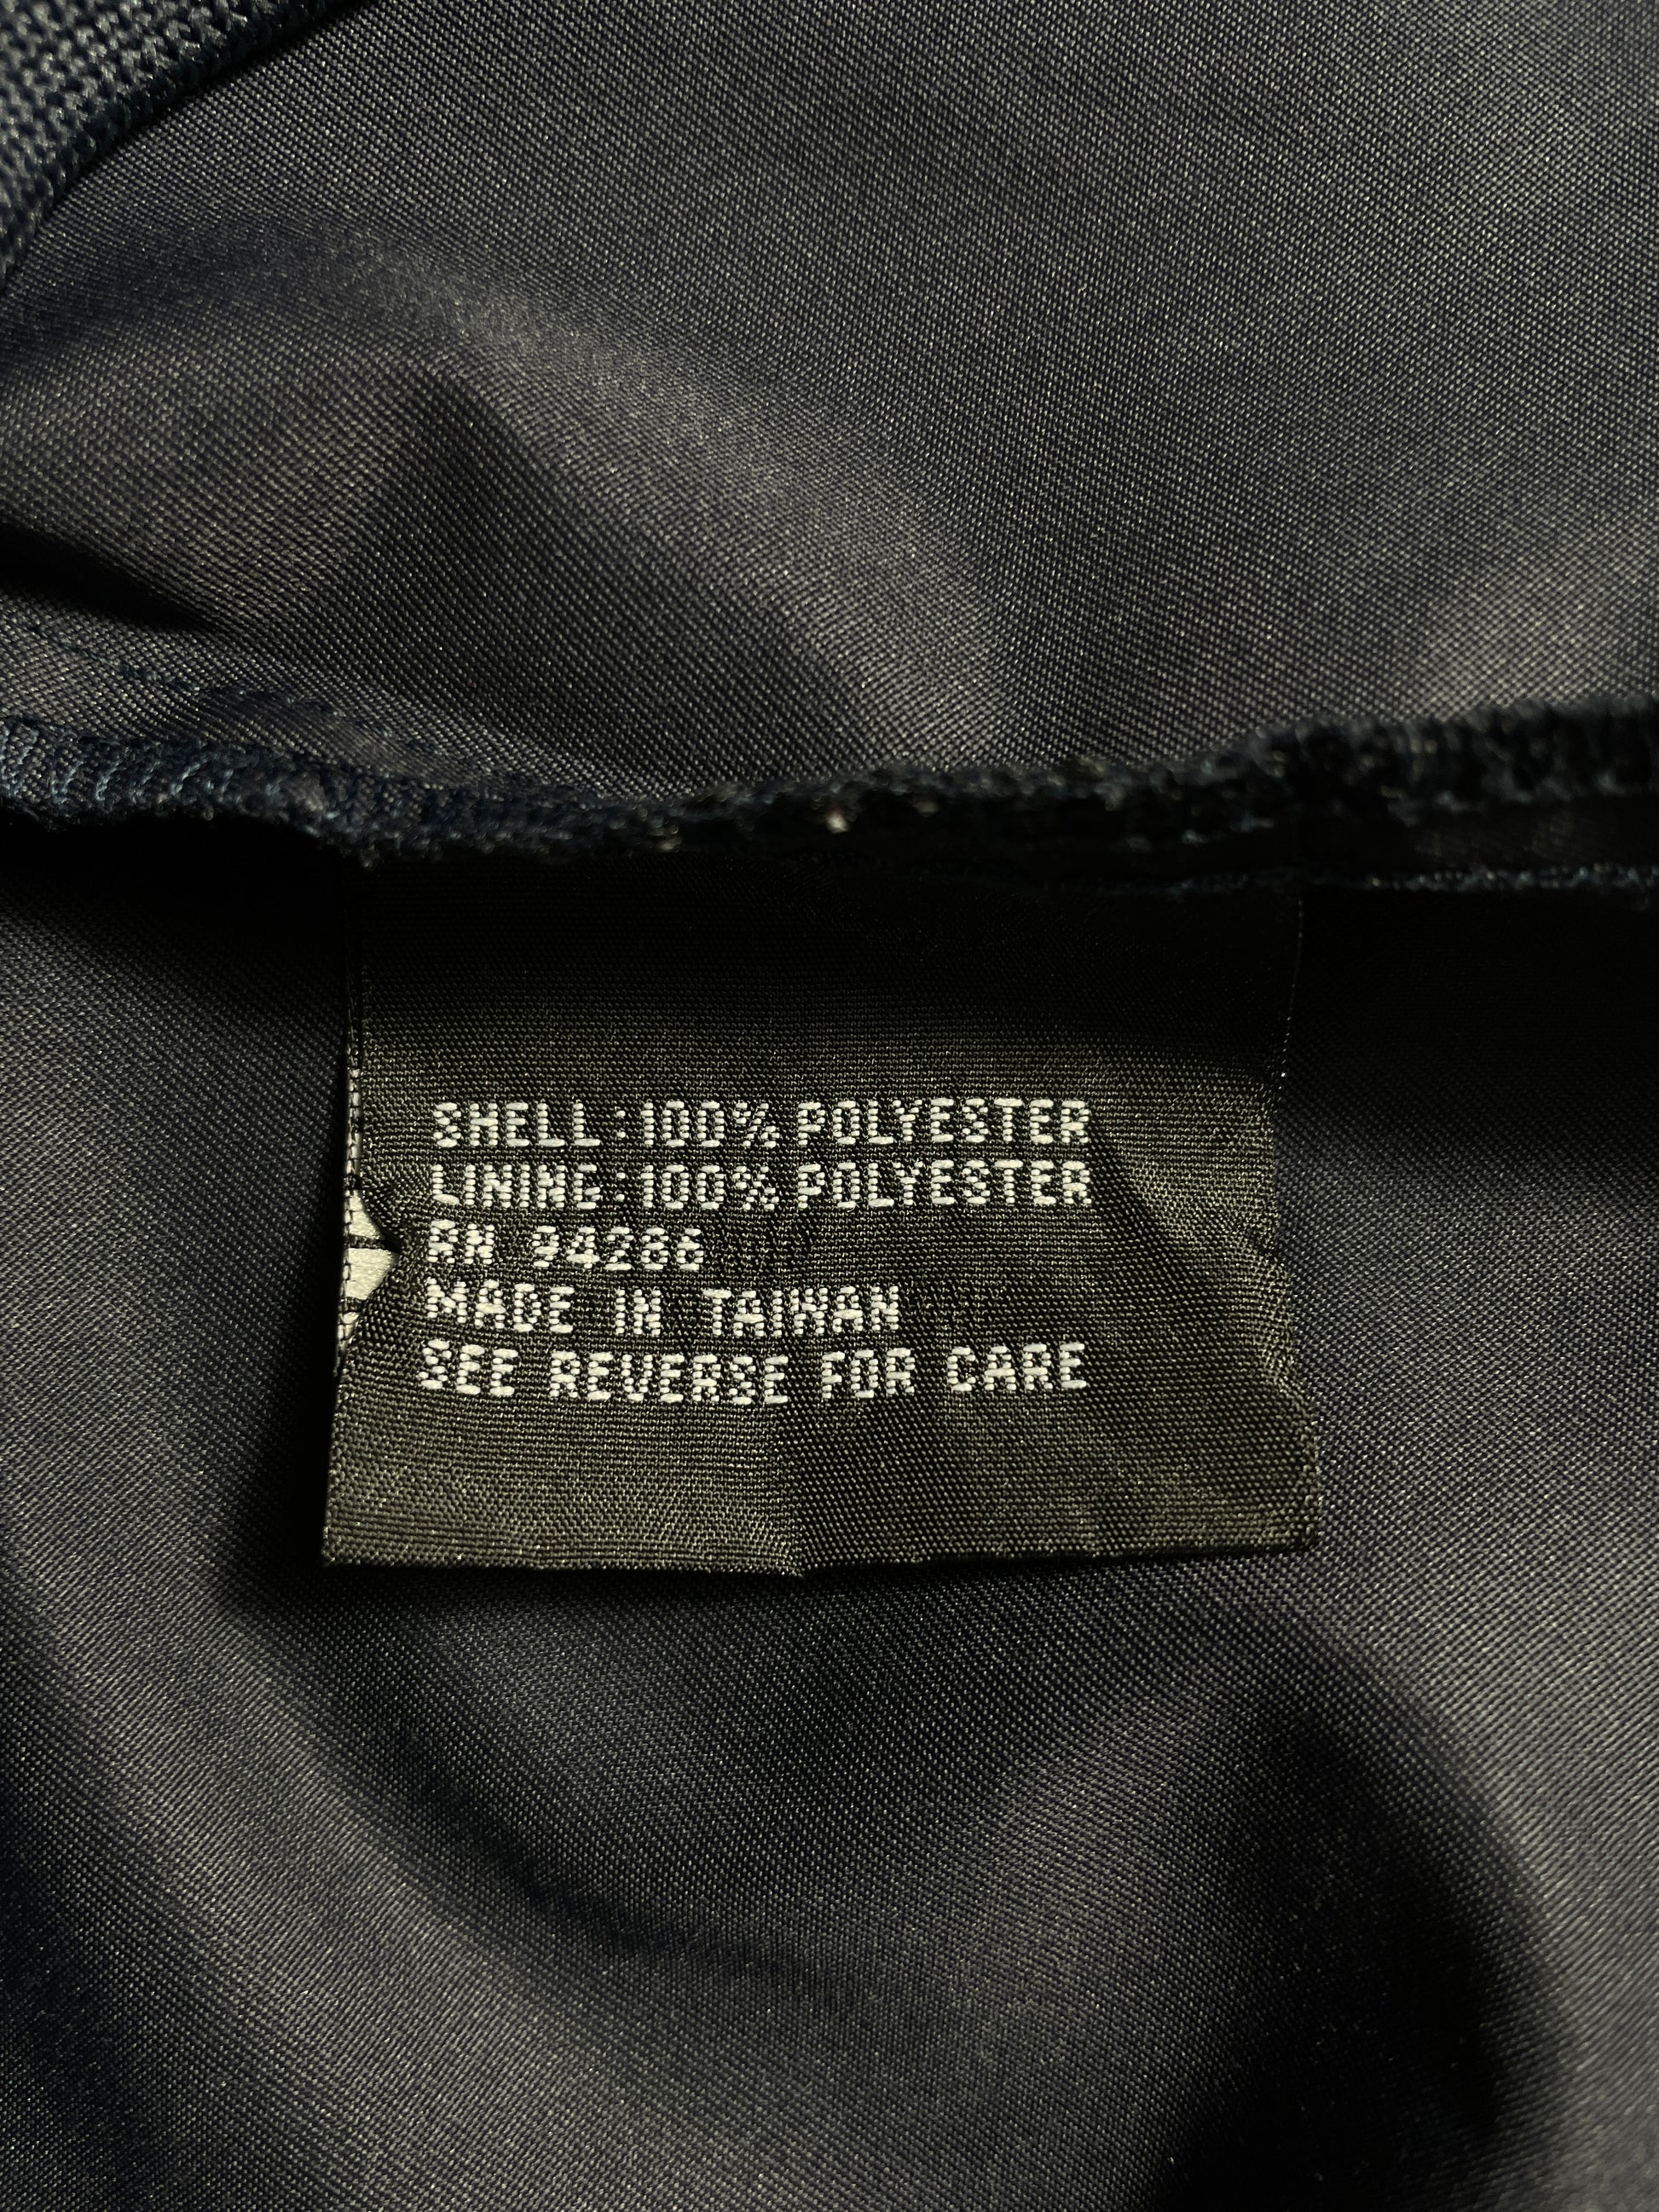 SHELL:100% POLYESTER
LINING:100% POLYESTER
RN 94286
MADE IN TAIWAN
SEE REVERSE FOR CARE